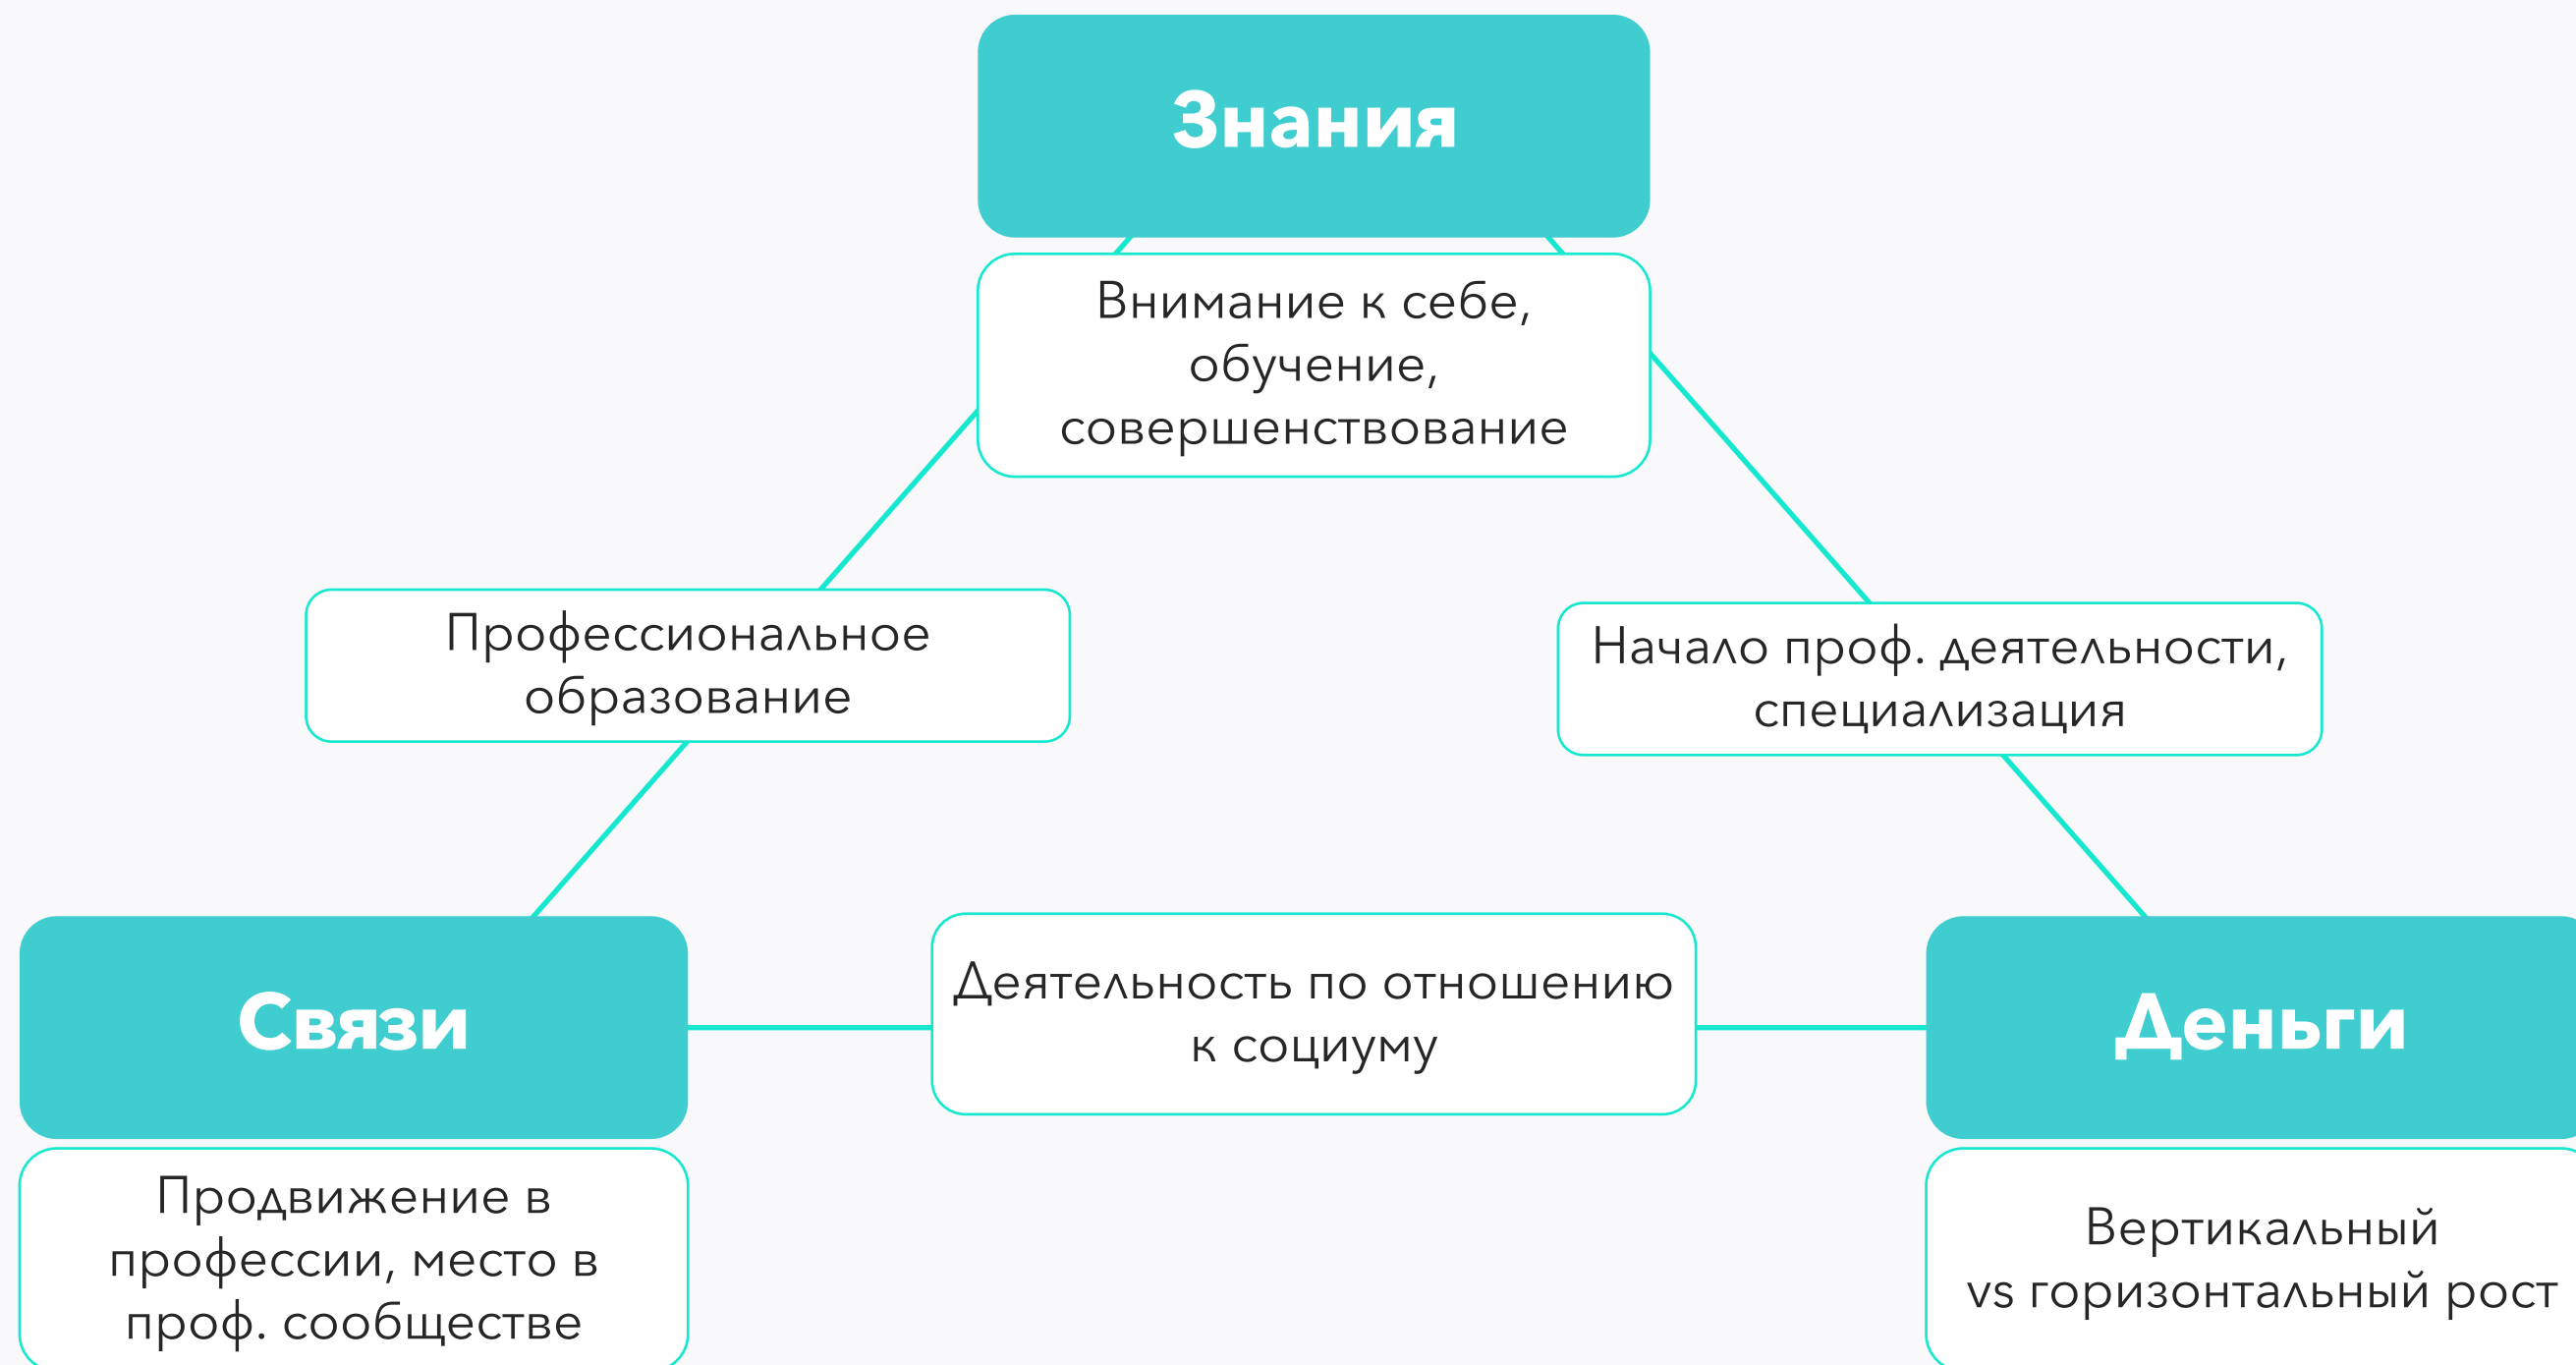 Знания
Внимание к себе,
обучение,
совершенствование
Профессиональное
образование
Начало проф. деятельности,
специализация
Связи
Деятельность по отношению
к социуму
Деньги
Продвижение в
профессии, место в
проф. сообществе
Вертикальный
vs горизонтальный рост